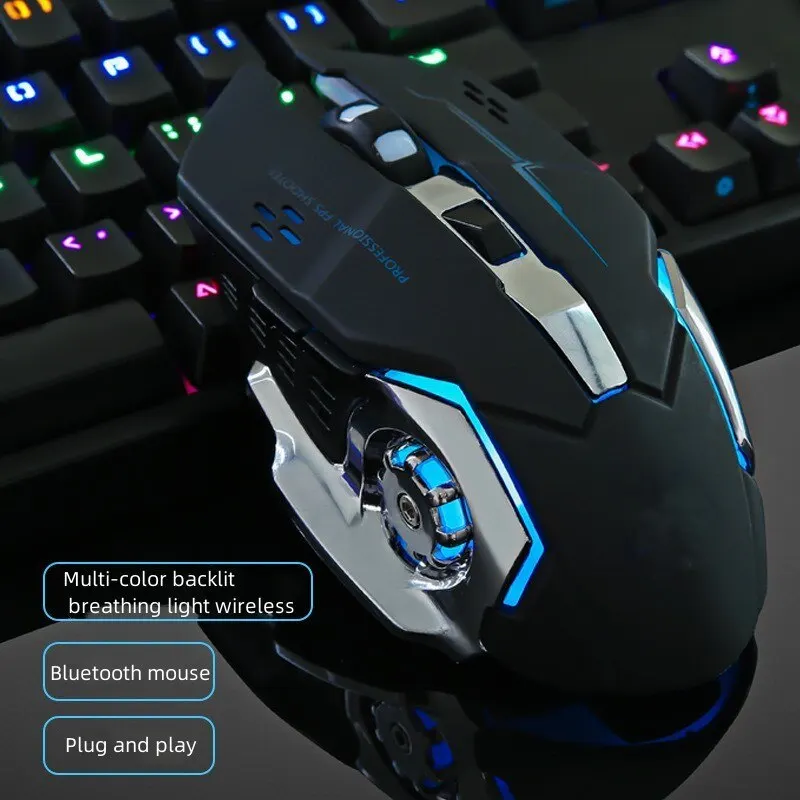 PROFESSIONAL FPS SHOOTER
Multi-color backlit
breathing light wireless
Bluetooth mouse
Plug and play